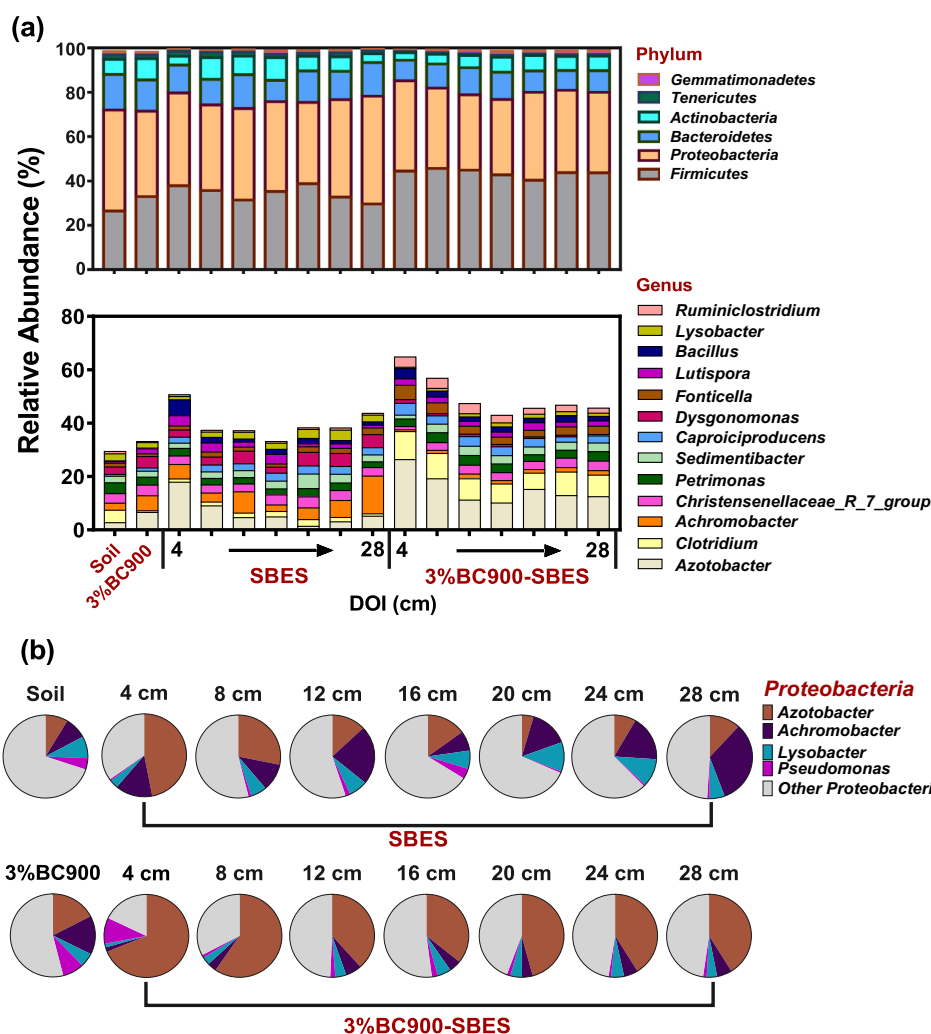 (a)
Relative Abundance (%)
100
80
60
40
20
0
Phylum
Gemmatimonadetes
Tenericutes
Actinobacteria
Bacteroidetes
Proteobacteria
Firmicutes
80
60
40
20
0
Genus
Ruminiclostridium
Lysobacter
Bacillus
Lutispora
Fonticella
Dysgonomonas
Caproiciproducens
Sedimentibacter
Petrimonas
Christensenellaceae_R_7_group
Achromobacter
Clotridium
Azotobacter
Soil
3%BC900
4
28
4
28
SBES
3%BC900-SBES
DOI (cm)
(b)
Soil
4 cm
8 cm
12 cm
16 cm
20 cm
24 cm
28 cm
Proteobacteria
Azotobacter
Achromobacter
Lysobacter
Pseudomonas
Other Proteobacteri
SBES
3%BC900
4 cm
8 cm
12 cm
16 cm
20 cm
24 cm
28 cm
3%BC900-SBES